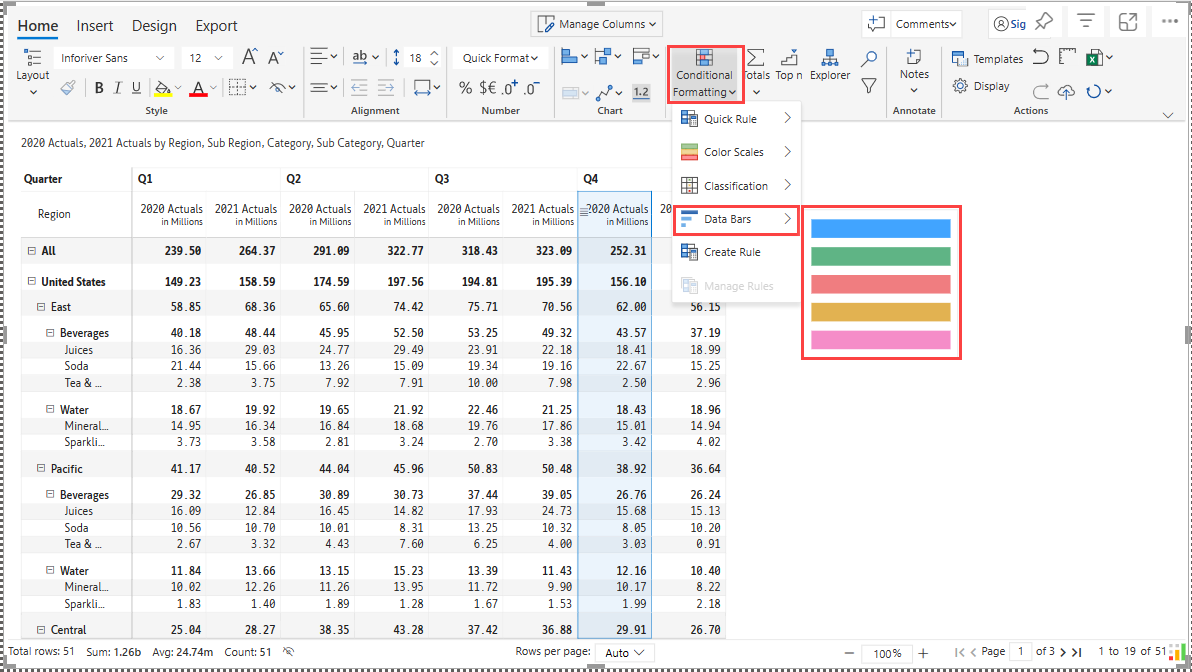 Home Insert Design Export Manage Columns Comments Sig
Layout
Inforiver Sans 12 ab 18 Quick Format
B I U A % $€ .0 .0 1.2
Style Alignment Number Chart
Conditional
Formatting
Totals Top n Explorer
Notes
Annotate
Templates
Display
Actions
Quick Rule
Color Scales
Classification
Data Bars
Create Rule
Manage Rules
2020 Actuals, 2021 Actuals by Region, Sub Region, Category, Sub Category, Quarter
Quarter Q1 Q2 Q3 Q4
Region 2020 Actuals 2021 Actuals 2020 Actuals 2021 Actuals 2020 Actuals 2021 Actuals 2020 Actuals 20
in Millions in Millions in Millions in Millions in Millions in Millions in Millions
All 239.50 264.37 291.09 322.77 318.43 323.09 252.31
United States 149.23 158.59 174.59 197.56 194.81 195.39 156.10
East 58.85 68.36 65.60 74.42 75.71 70.56 62.00 56.15
Beverages 40.18 48.44 45.95 52.50 53.25 49.32 43.57 37.19
Juices 16.36 29.03 24.77 29.49 23.91 22.18 18.41 18.99
Soda 21.44 15.66 13.26 15.09 19.34 19.16 22.67 15.25
Tea & ... 2.38 3.75 7.92 7.91 10.00 7.98 2.50 2.96
Water 18.67 19.92 19.65 21.92 22.46 21.25 18.43 18.96
Mineral... 14.95 16.34 16.84 18.68 19.76 17.86 15.01 14.94
Sparkli... 3.73 3.58 2.81 3.24 2.70 3.38 3.42 4.02
Pacific 41.17 40.52 44.04 45.96 50.83 50.48 38.92 36.64
Beverages 29.32 26.85 30.89 30.73 37.44 39.05 26.76 26.24
Juices 16.09 12.84 16.45 14.82 17.93 24.73 15.68 15.13
Soda 10.56 10.70 10.01 8.31 13.25 10.32 8.05 10.20
Tea & ... 2.67 3.32 4.43 7.60 6.25 4.00 3.03 0.91
Water 11.84 13.66 13.15 15.23 13.39 11.43 12.16 10.40
Mineral... 10.02 12.26 11.26 13.95 11.72 9.90 10.17 8.22
Sparkli... 1.83 1.40 1.89 1.28 1.67 1.53 1.99 2.18
Central 25.04 28.27 38.35 43.28 37.42 36.88 29.91 26.70
Total rows: 51 Sum: 1.26b Avg: 24.74m Count: 51 Rows per page: Auto 100% Page 1 of 3 1 to 19 of 51